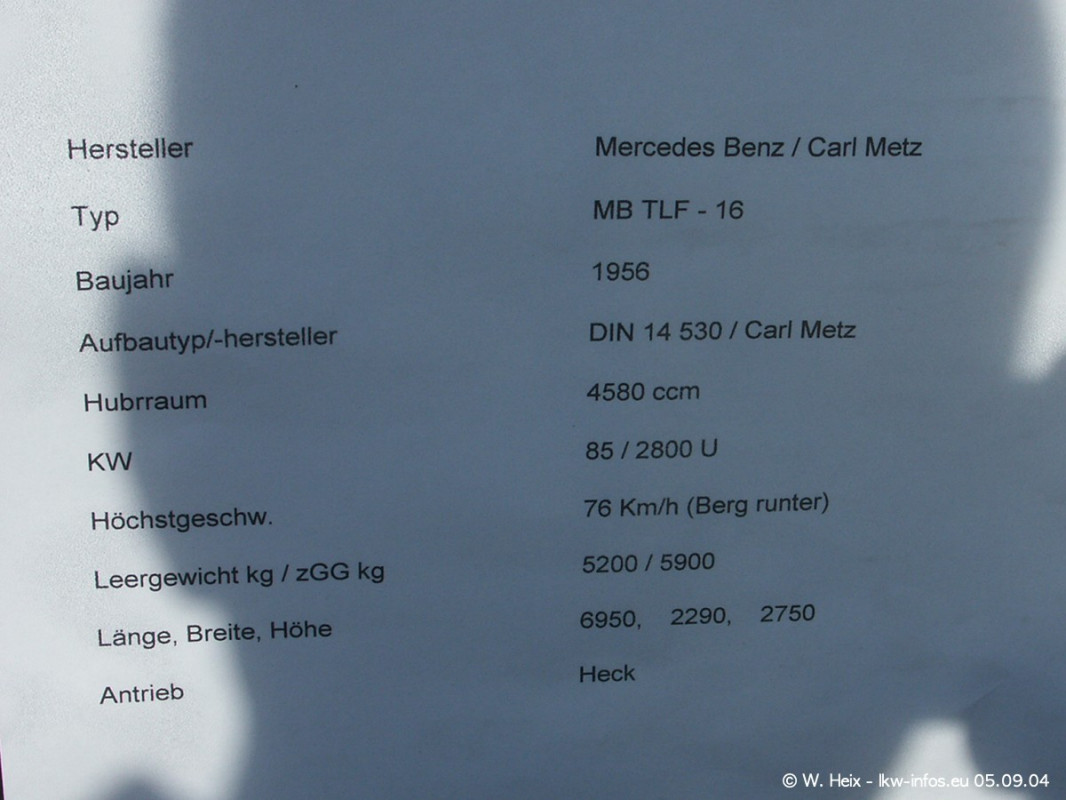 Hersteller Mercedes Benz / Carl Metz
Typ MB TLF - 16
Baujahr 1956
Aufbautyp/-hersteller DIN 14 530 / Carl Metz
Hubrraum 4580 ccm
KW 85 / 2800 U
Höchstgeschw. 76 Km/h (Berg runter)
Leergewicht kg / zGG kg 5200 / 5900
Länge, Breite, Höhe 6950, 2290, 2750
Antrieb Heck
© W. Heix - lkw-infos.eu 05.09.04